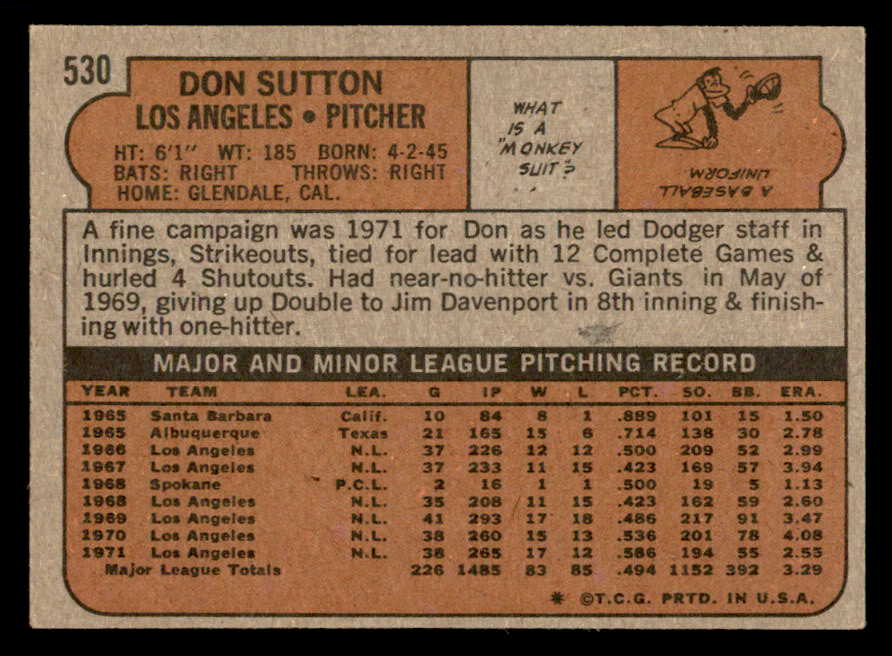 530
DON SUTTON
LOS ANGELES • PITCHER
HT: 6'1" WT: 185 BORN: 4-2-45
BATS: RIGHT THROWS: RIGHT
HOME: GLENDALE, CAL.
WHAT
IS A
"MONKEY
SUIT"?
A BASEBALL
UNIFORM
A fine campaign was 1971 for Don as he led Dodger staff in
Innings, Strikeouts, tied for lead with 12 Complete Games &
hurled 4 Shutouts. Had near-no-hitter vs. Giants in May of
1969, giving up Double to Jim Davenport in 8th inning & finish-
ing with one-hitter.
MAJOR AND MINOR LEAGUE PITCHING RECORD
YEAR TEAM LEA. G IP W L PCT. SO. BB. ERA.
1965 Santa Barbara Calif. 10 84 8 1 .889 101 15 1.50
1965 Albuquerque Texas 21 165 15 6 .714 138 30 2.78
1966 Los Angeles N.L. 37 226 12 12 .500 209 52 2.99
1967 Los Angeles N.L. 37 233 11 15 .423 169 57 3.94
1968 Spokane P.C.L. 2 16 1 1 .500 19 5 1.13
1968 Los Angeles N.L. 35 208 11 15 .423 162 59 2.60
1969 Los Angeles N.L. 41 293 17 18 .486 217 91 3.47
1970 Los Angeles N.L. 38 260 15 13 .536 201 78 4.08
1971 Los Angeles N.L. 38 265 17 12 .586 194 55 2.55
Major League Totals 226 1485 83 85 .494 1152 392 3.29
* ©T.C.G. PRTD. IN U.S.A.